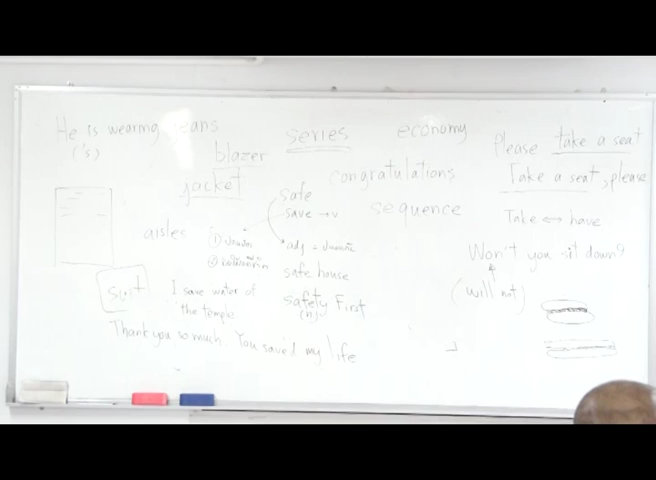 He is wearing jeans
('s)
blazer
jacket
series
economy
congratulations
sequence
Please take a seat
Take a seat, please
Take ↔ have
Won't you sit down?
(will not)
safe
save → v
aisles
safe house
safety First
(n)
suit
I save water of
the temple
Thank you so much You saved my life